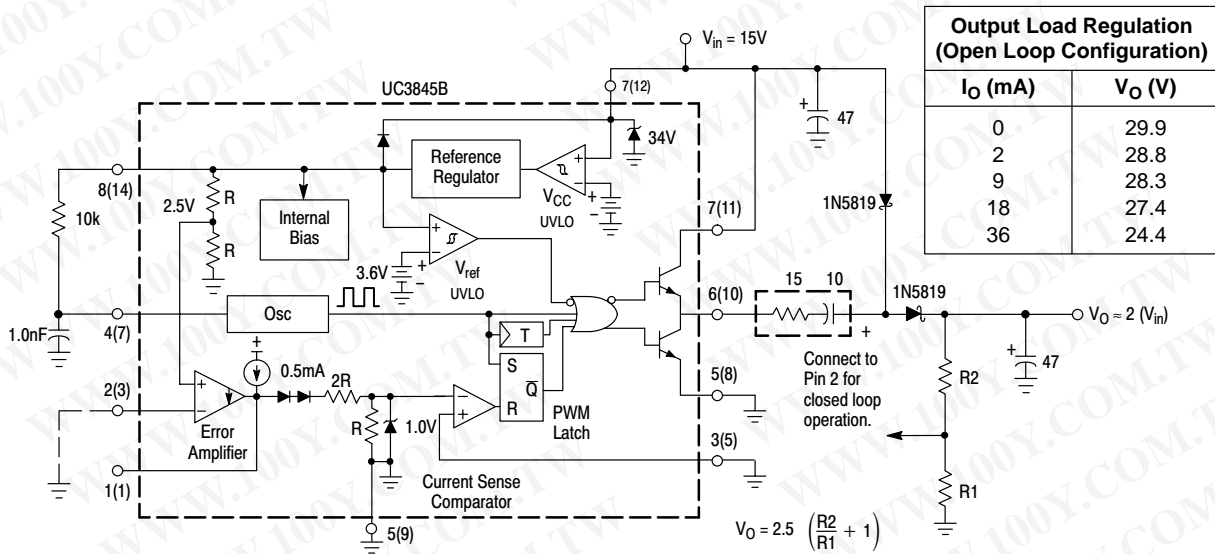 Output Load Regulation
(Open Loop Configuration)
I_O (mA) V_O (V)
0 29.9
2 28.8
9 28.3
18 27.4
36 24.4
V_in = 15V
UC3845B
7(12)
34V
+
47
8(14)
Reference
Regulator
+
−
V_CC
UVLO
+
−
1N5819
10k
2.5V
R
R
Internal
Bias
+
−
V_ref
UVLO
3.6V
+
−
7(11)
15 10
6(10)
+
1N5819
V_O ≈ 2 (V_in)
1.0nF
4(7)
Osc
T
+
0.5mA
S
Q̅
R
PWM
Latch
Connect to
Pin 2 for
closed loop
operation.
R2
+
47
5(8)
2(3)
+
−
Error
Amplifier
2R
R
1.0V
−
+
Current Sense
Comparator
3(5)
R1
1(1)
5(9)
V_O = 2.5 (R2/R1 + 1)
WWW.100Y.COM.TW